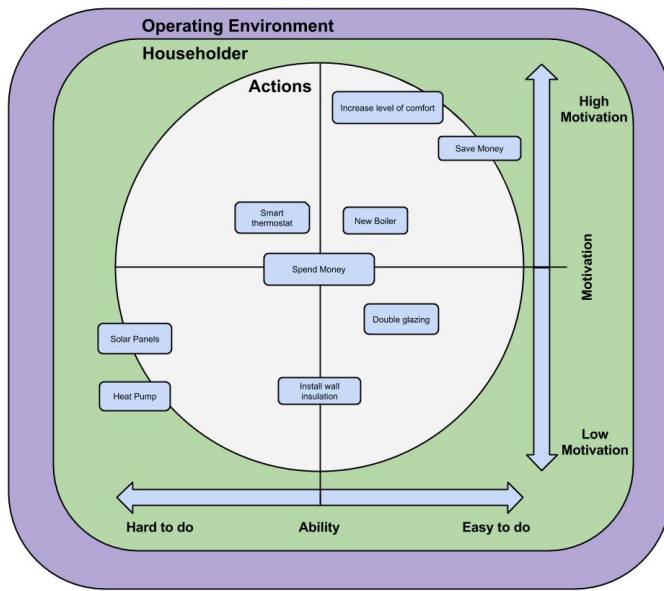 Operating Environment
Householder
Actions
Increase level of comfort
High
Motivation
Save Money
Smart
thermostat
New Boiler
Motivation
Spend Money
Double glazing
Solar Panels
Heat Pump
Install wall
insulation
Low
Motivation
Hard to do
Ability
Easy to do